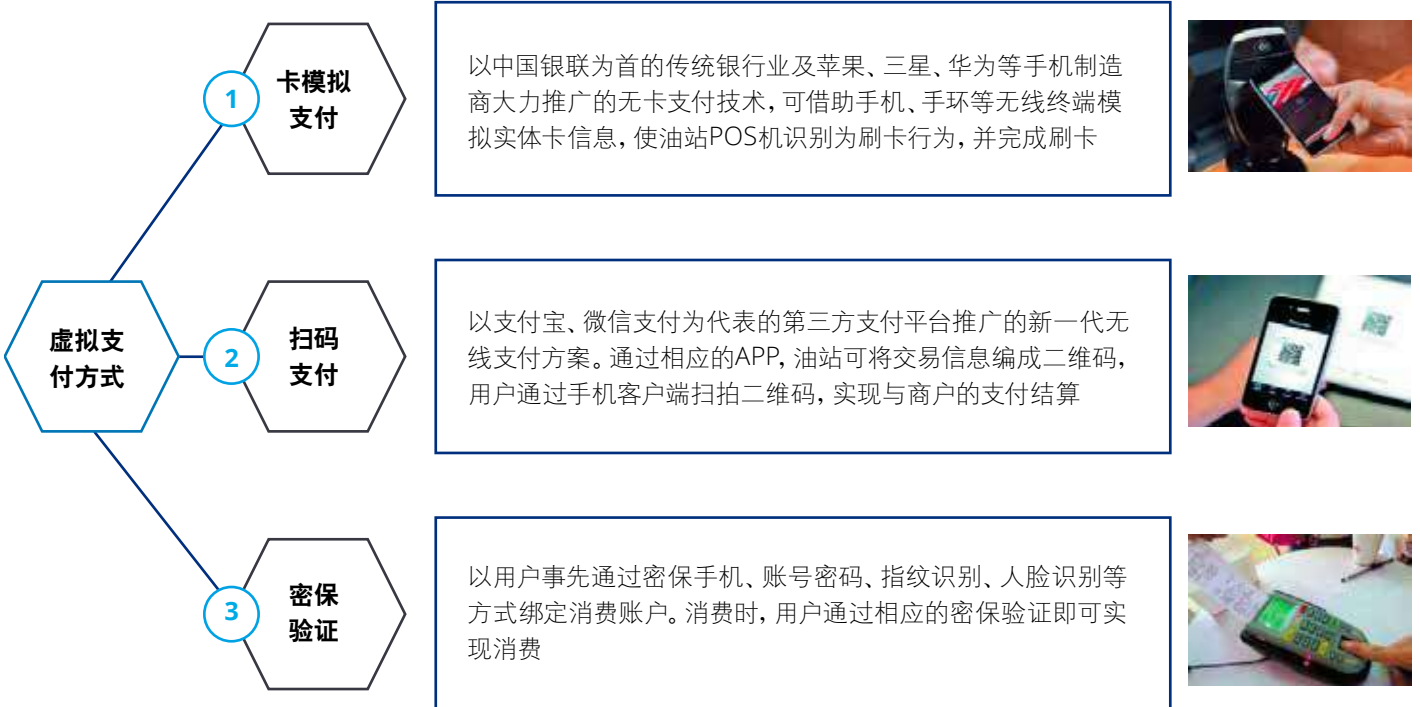 虚拟支
付方式
1
卡模拟
支付
以中国银联为首的传统银行业及苹果、三星、华为等手机制造
商大力推广的无卡支付技术，可借助手机、手环等无线终端模
拟实体卡信息，使油站POS机识别为刷卡行为，并完成刷卡
2
扫码
支付
以支付宝、微信支付为代表的第三方支付平台推广的新一代无
线支付方案。通过相应的APP，油站可将交易信息编成二维码，
用户通过手机客户端扫拍二维码，实现与商户的支付结算
3
密保
验证
以用户事先通过密保手机、账号密码、指纹识别、人脸识别等
方式绑定消费账户。消费时，用户通过相应的密保验证即可实
现消费